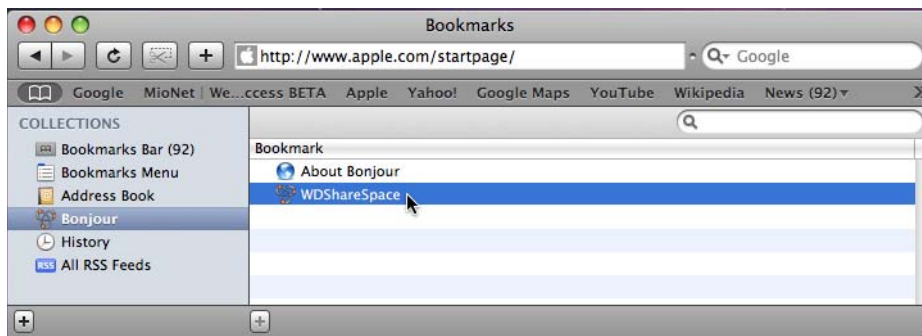 Bookmarks
http://www.apple.com/startpage/
Google
Google MioNet | We...ccess BETA Apple Yahoo! Google Maps YouTube Wikipedia News (92)
COLLECTIONS
Bookmark
Bookmarks Bar (92)
About Bonjour
Bookmarks Menu
WDShareSpace
Address Book
Bonjour
History
RSS All RSS Feeds